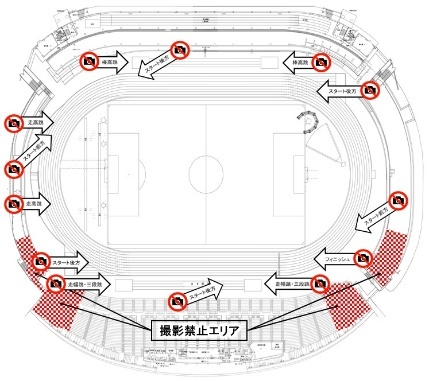 棒高跳
スタート後方
棒高跳
スタート後方
走高跳
スタート前方
走高跳
スタート前方
スタート後方
フィニッシュ
走幅跳・三段跳
スタート後方
走幅跳・三段跳
撮影禁止エリア